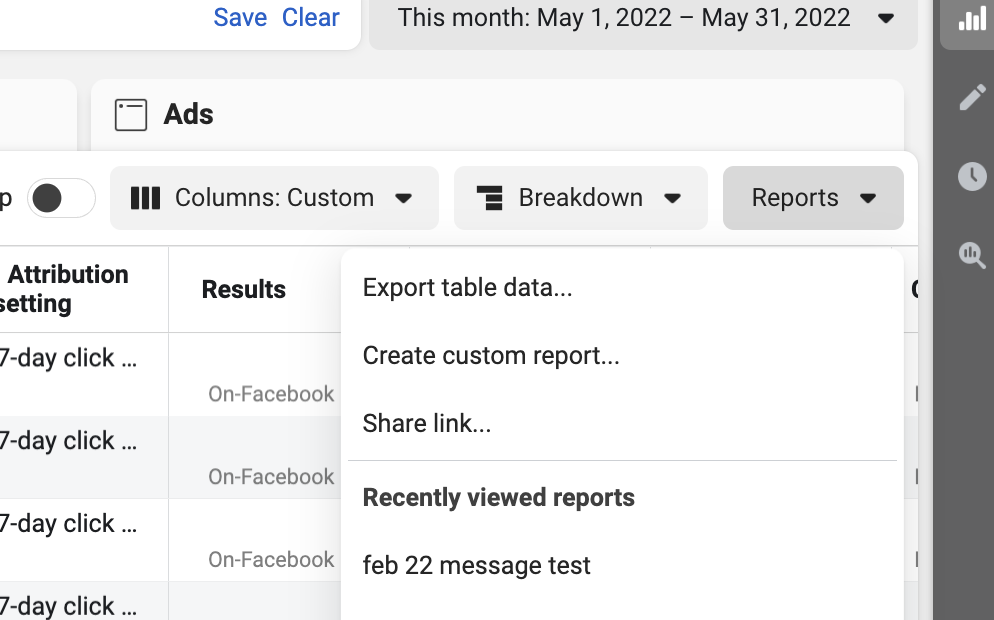 Save Clear
This month: May 1, 2022 – May 31, 2022
Ads
p
Columns: Custom
Breakdown
Reports
Attribution
setting
Results
Export table data...
Create custom report...
Share link...
Recently viewed reports
feb 22 message test
7-day click ...
On-Facebook
7-day click ...
On-Facebook
7-day click ...
On-Facebook
7-day click ...